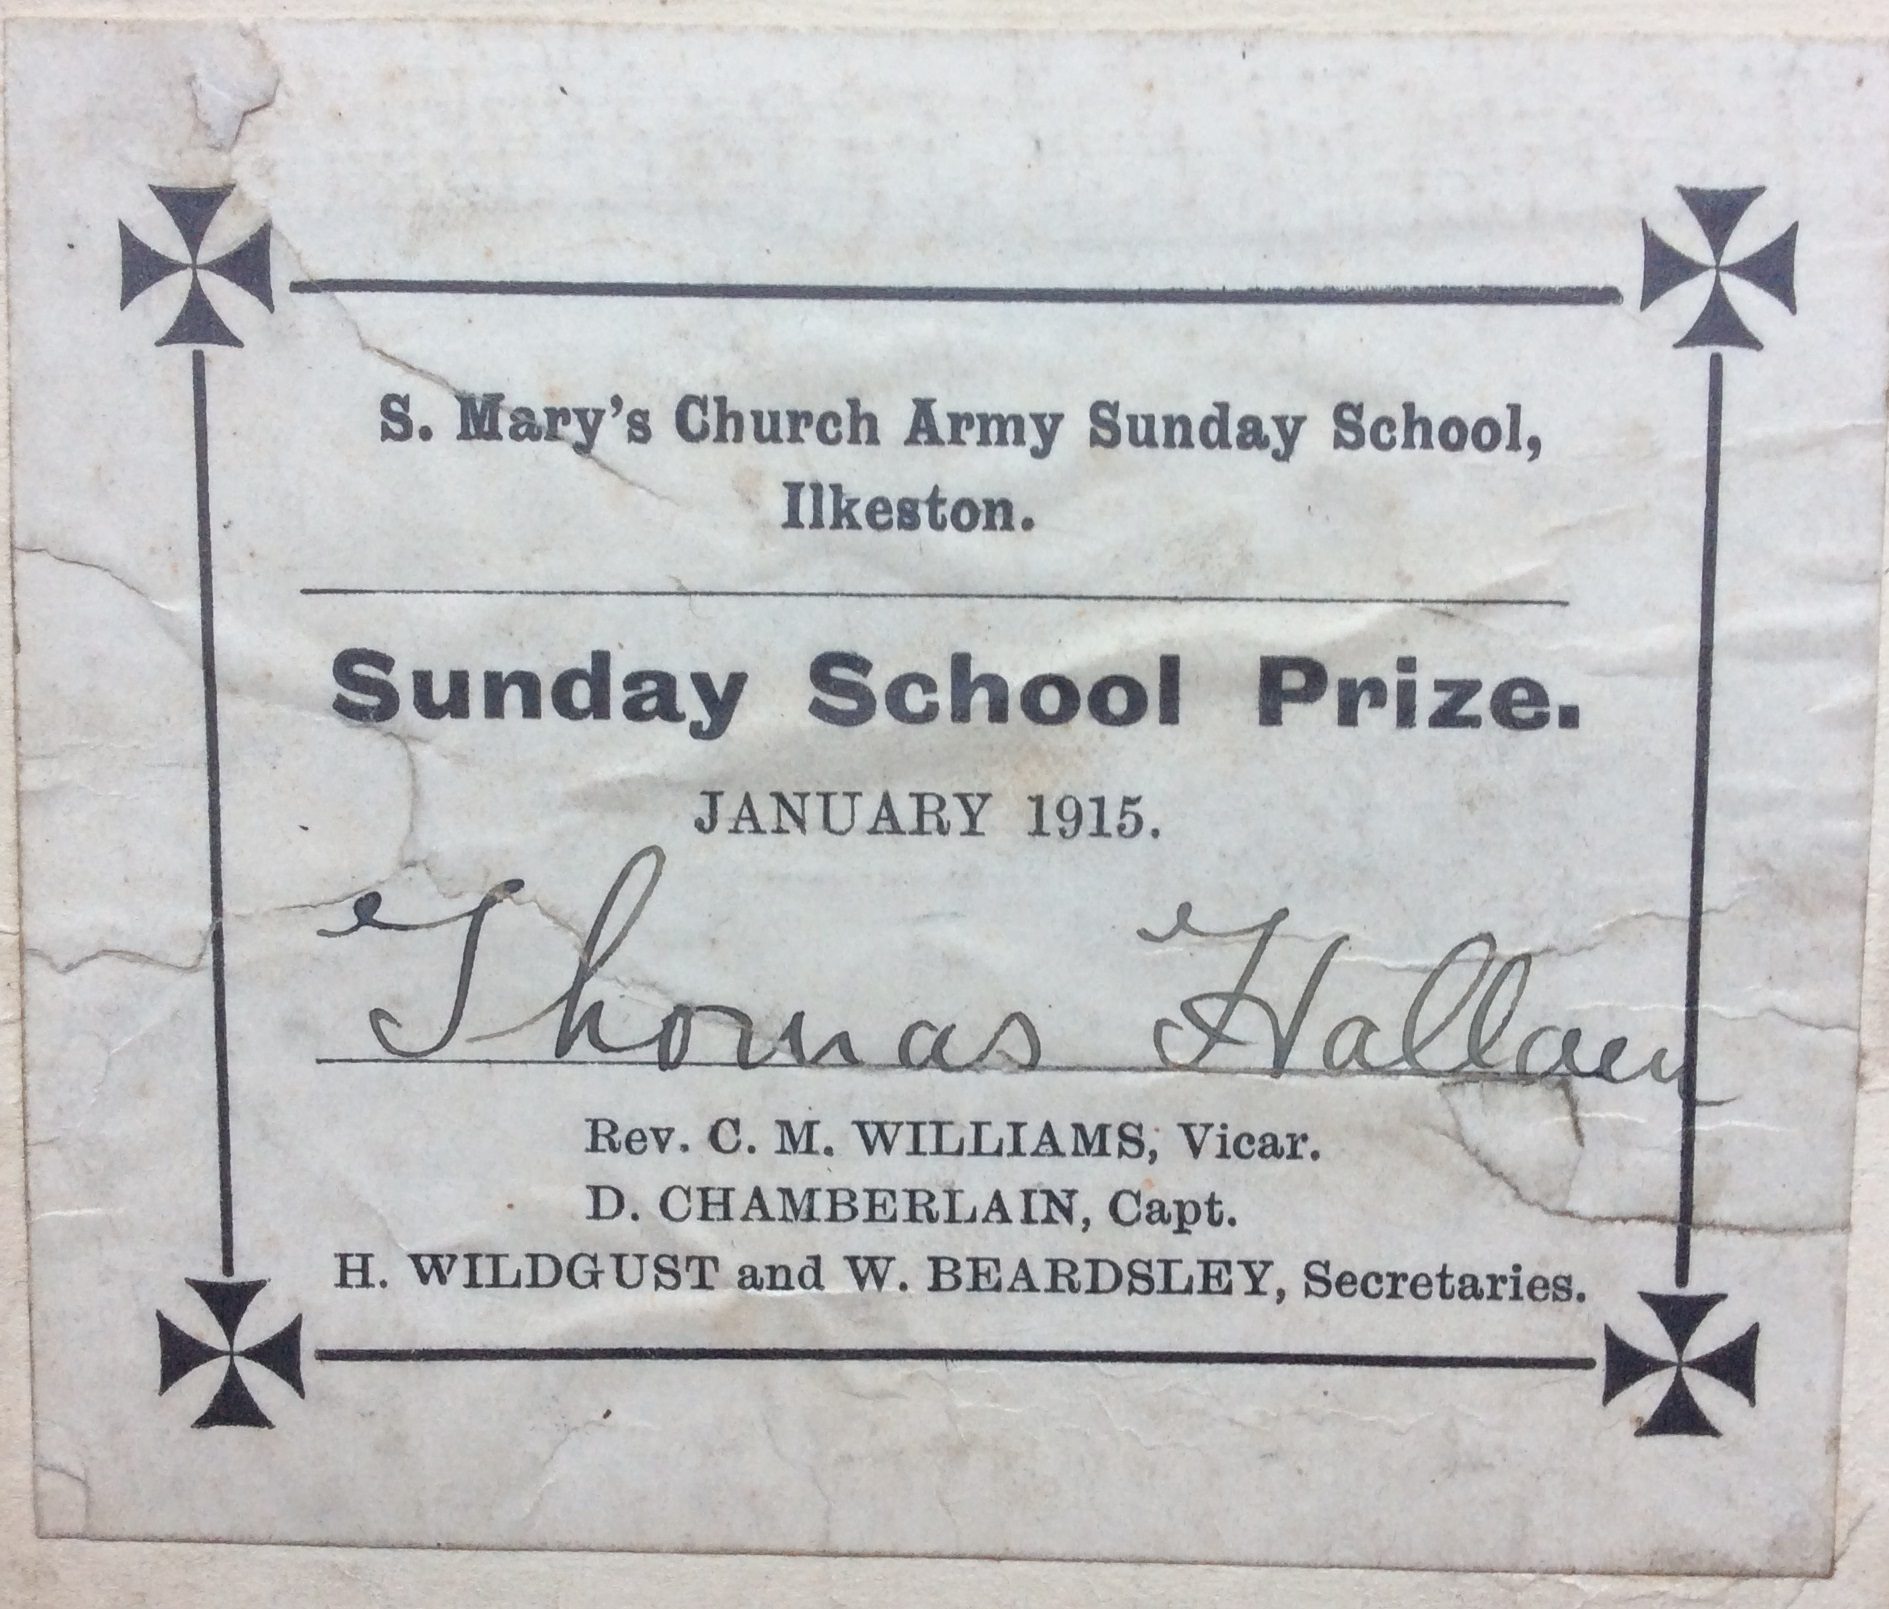 S. Mary's Church Army Sunday School,
Ilkeston.
Sunday School Prize.
JANUARY 1915.
Thomas Hallam
Rev. C. M. WILLIAMS, Vicar.
D. CHAMBERLAIN, Capt.
H. WILDGUST and W. BEARDSLEY, Secretaries.